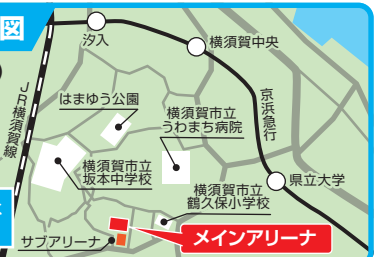 図
汐入
横須賀中央
JR横須賀線
はまゆう公園
横須賀市立
うわまち病院
京浜急行
横須賀市立
坂本中学校
県立大学
横須賀市立
鶴久保小学校
サブアリーナ
メインアリーナ